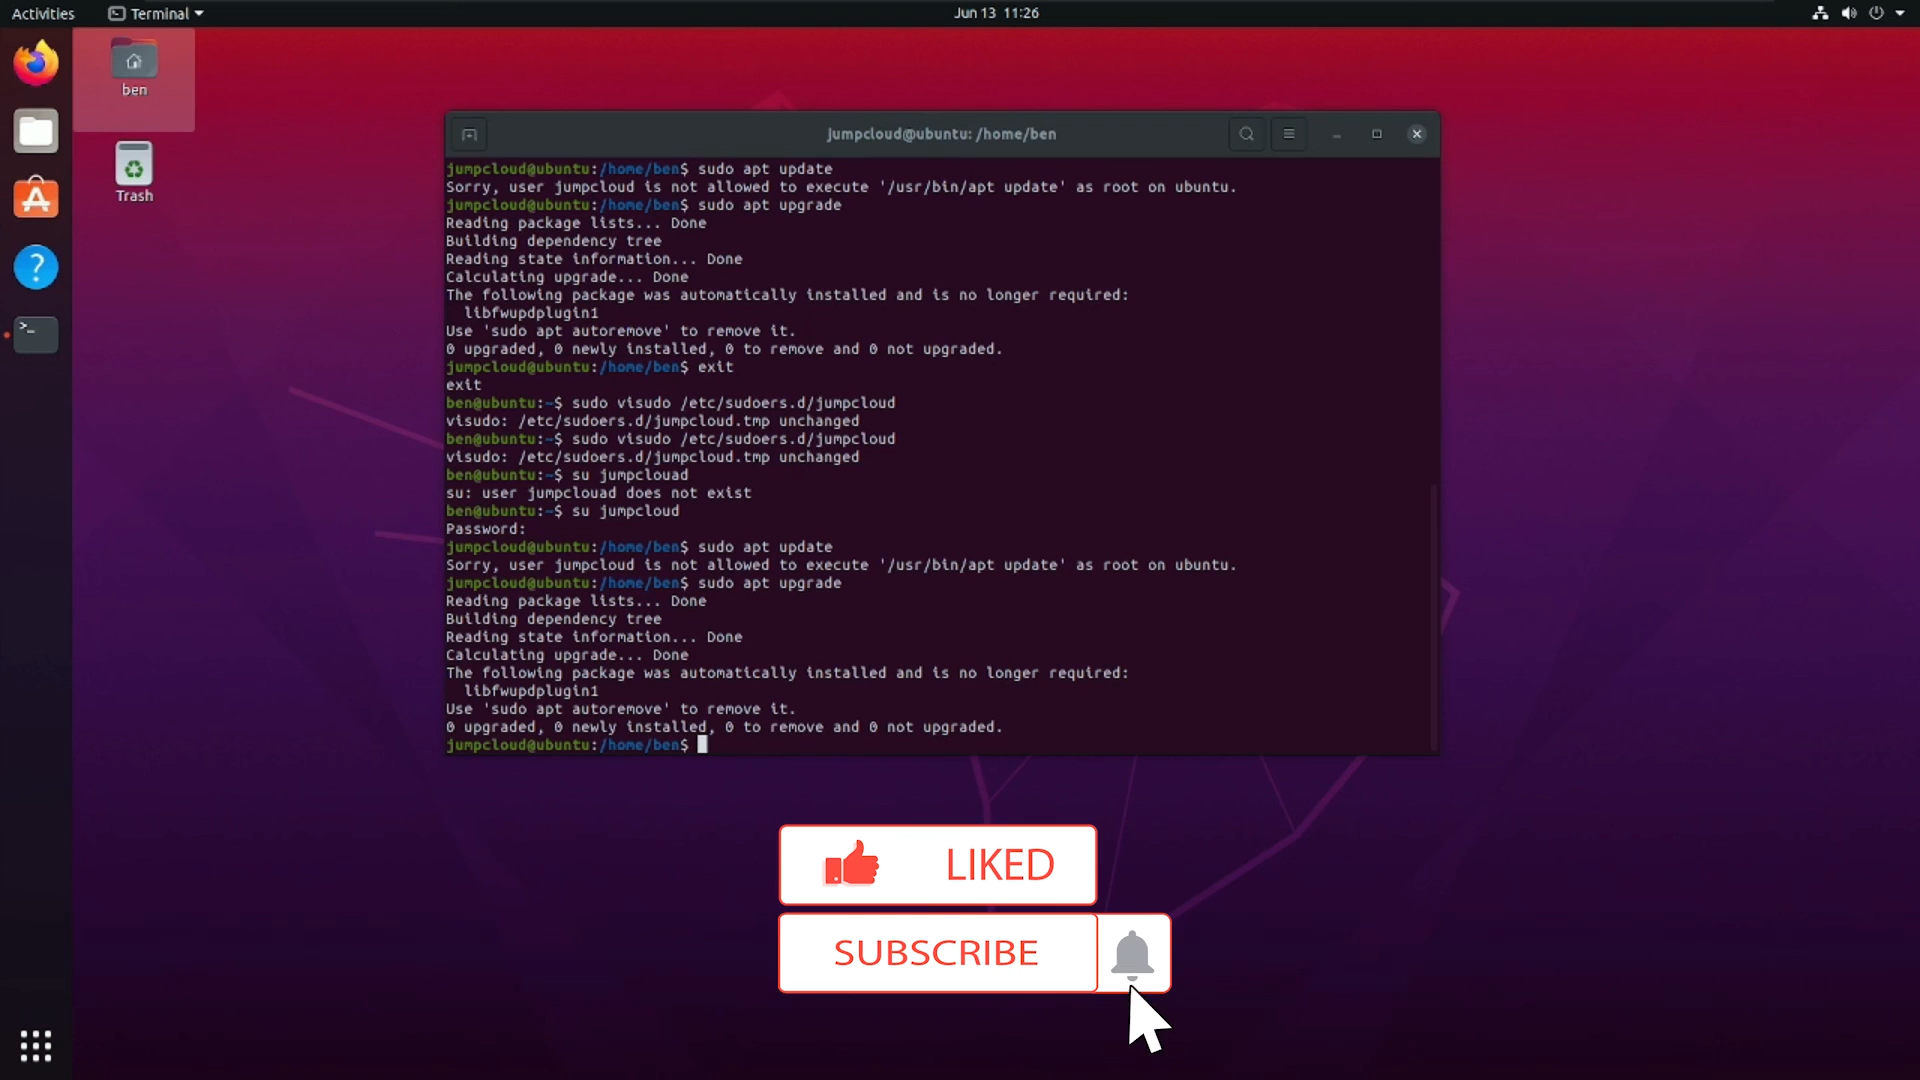 Activities
Terminal
Jun 13 11:26
ben
Trash
jumpcloud@ubuntu: /home/ben
jumpcloud@ubuntu:/home/ben$ sudo apt update
Sorry, user jumpcloud is not allowed to execute '/usr/bin/apt update' as root on ubuntu.
jumpcloud@ubuntu:/home/ben$ sudo apt upgrade
Reading package lists... Done
Building dependency tree
Reading state information... Done
Calculating upgrade... Done
The following package was automatically installed and is no longer required:
  libfwupdplugin1
Use 'sudo apt autoremove' to remove it.
0 upgraded, 0 newly installed, 0 to remove and 0 not upgraded.
jumpcloud@ubuntu:/home/ben$ exit
exit
ben@ubuntu:~$ sudo visudo /etc/sudoers.d/jumpcloud
visudo: /etc/sudoers.d/jumpcloud.tmp unchanged
ben@ubuntu:~$ sudo visudo /etc/sudoers.d/jumpcloud
visudo: /etc/sudoers.d/jumpcloud.tmp unchanged
ben@ubuntu:~$ su jumpclouad
su: user jumpclouad does not exist
ben@ubuntu:~$ su jumpcloud
Password:
jumpcloud@ubuntu:/home/ben$ sudo apt update
Sorry, user jumpcloud is not allowed to execute '/usr/bin/apt update' as root on ubuntu.
jumpcloud@ubuntu:/home/ben$ sudo apt upgrade
Reading package lists... Done
Building dependency tree
Reading state information... Done
Calculating upgrade... Done
The following package was automatically installed and is no longer required:
  libfwupdplugin1
Use 'sudo apt autoremove' to remove it.
0 upgraded, 0 newly installed, 0 to remove and 0 not upgraded.
jumpcloud@ubuntu:/home/ben$
LIKED
SUBSCRIBE